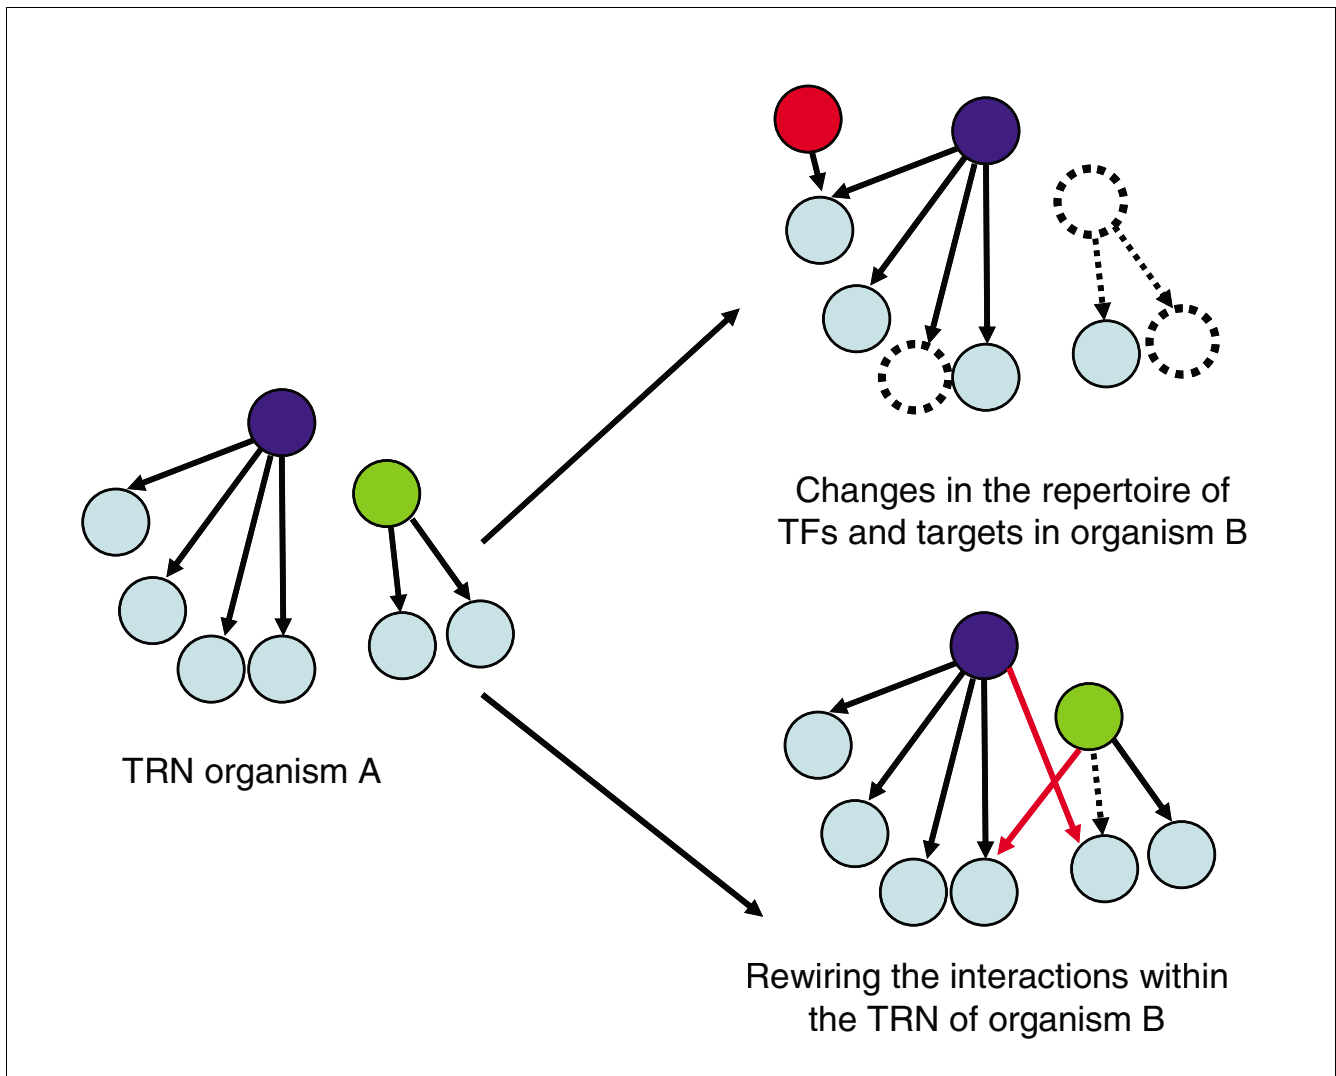 Changes in the repertoire of
TFs and targets in organism B
TRN organism A
Rewiring the interactions within
the TRN of organism B